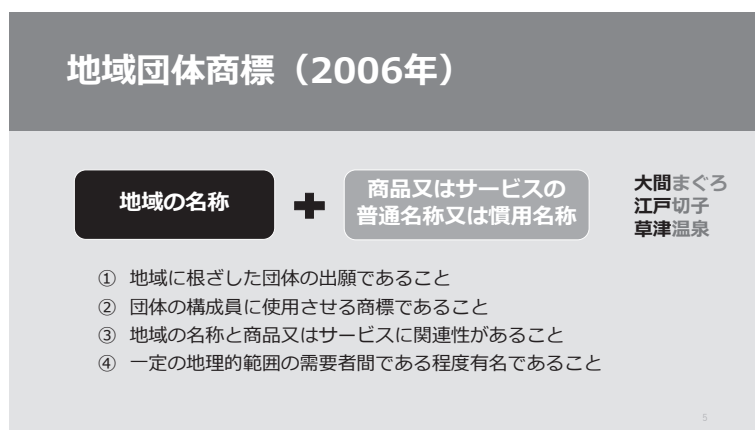 地域団体商標（2006年）
地域の名称
商品又はサービスの
普通名称又は慣用名称
大間まぐろ
江戸切子
草津温泉
① 地域に根ざした団体の出願であること
② 団体の構成員に使用させる商標であること
③ 地域の名称と商品又はサービスに関連性があること
④ 一定の地理的範囲の需要者間である程度有名であること
5